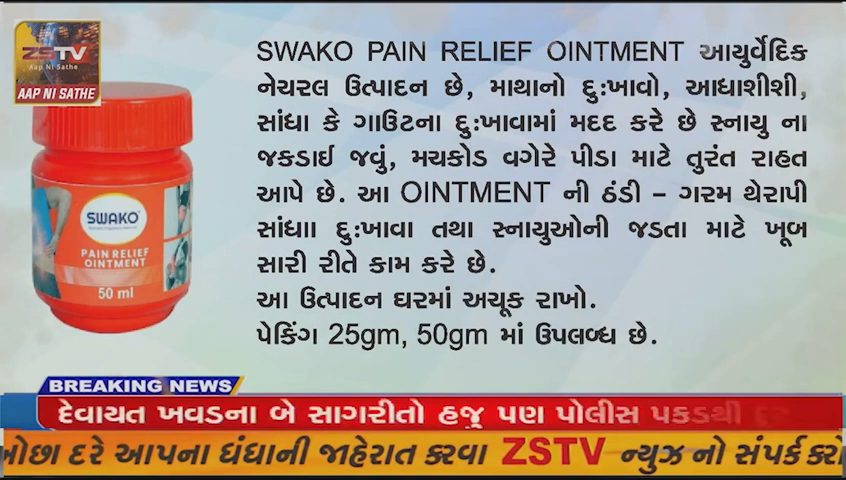 ZSTV
Aap Ni Sathe
AAP NI SATHE
SWAKO PAIN RELIEF OINTMENT આયુર્વેદિક
નેચરલ ઉત્પાદન છે, માથાનો દુઃખાવો, આધાશીશી,
સાંધા કે ગાઉટના દુઃખાવામાં મદદ કરે છે સ્નાયુ ના
જકડાઈ જવું, મચકોડ વગેરે પીડા માટે તુરંત રાહત
આપે છે. આ OINTMENT ની ઠંડી – ગરમ થેરાપી
સાંધાા દુઃખાવા તથા સ્નાયુઓની જડતા માટે ખૂબ
સારી રીતે કામ કરે છે.
આ ઉત્પાદન ઘરમાં અચૂક રાખો.
પેકિંગ 25gm, 50gm માં ઉપલબ્ધ છે.
SWAKO
PAIN RELIEF
OINTMENT
50 ml
BREAKING NEWS
દેવાયત ખવડના બે સાગરીતો હજુ પણ પોલીસ પકડથી દૂર
ઓછા દરે આપના ધંધાની જાહેરાત કરવા ZSTV ન્યુઝ નો સંપર્ક કરો